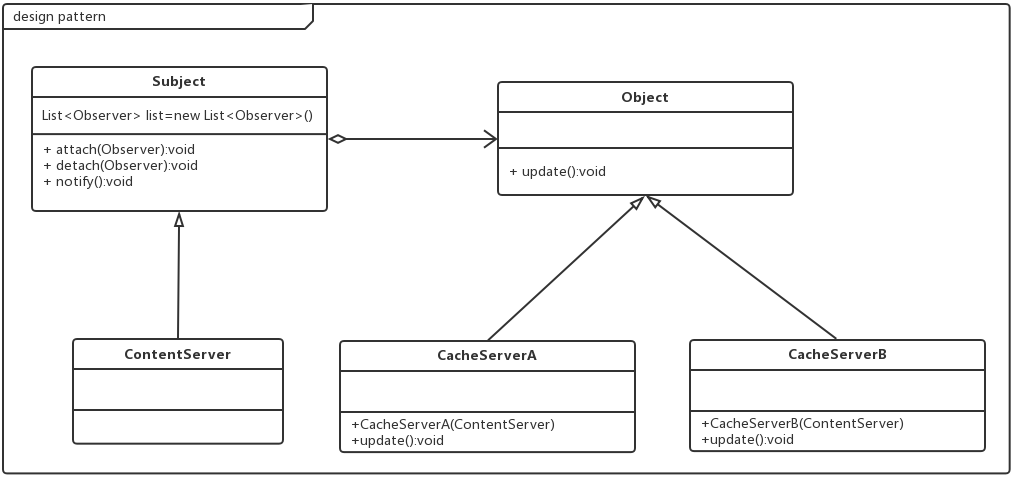 design pattern
Subject
List<Observer> list=new List<Observer>()
+ attach(Observer):void
+ detach(Observer):void
+ notify():void
Object
+ update():void
ContentServer
CacheServerA
+CacheServerA(ContentServer)
+update():void
CacheServerB
+CacheServerB(ContentServer)
+update():void